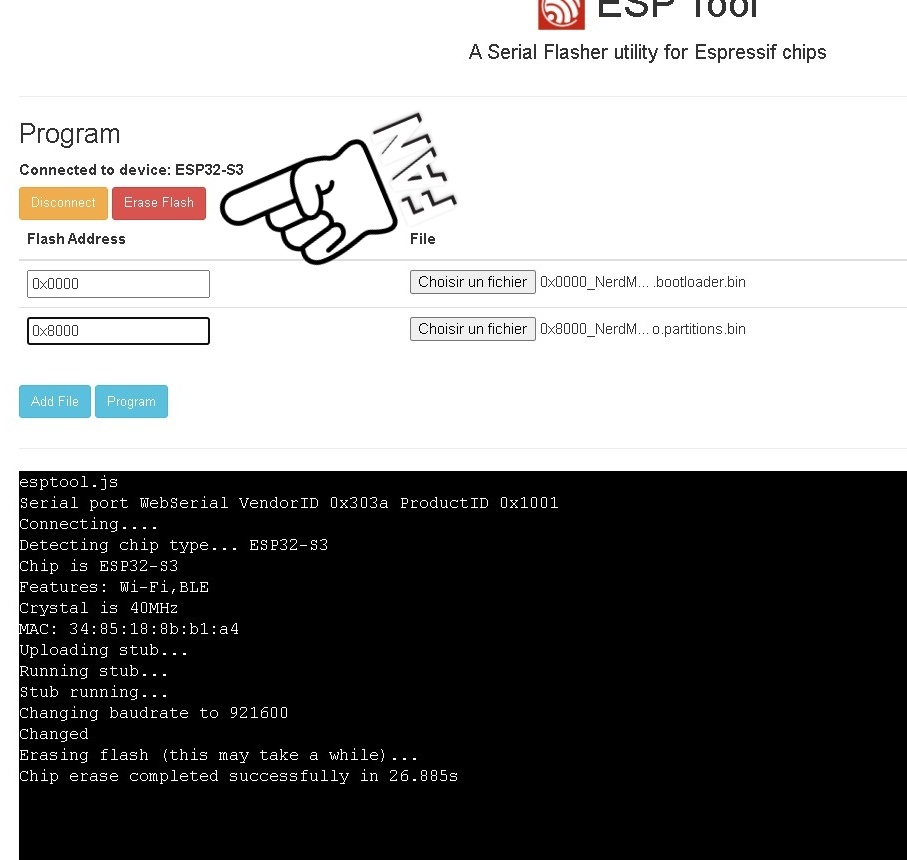 ESP Tool
A Serial Flasher utility for Espressif chips
Program
Connected to device: ESP32-S3
Disconnect Erase Flash
Flash Address File
0x0000 Choisir un fichier 0x0000_NerdM... .bootloader.bin
0x8000 Choisir un fichier 0x8000_NerdM... o.partitions.bin
Add File Program
esptool.js
Serial port WebSerial VendorID 0x303a ProductID 0x1001
Connecting....
Detecting chip type... ESP32-S3
Chip is ESP32-S3
Features: Wi-Fi,BLE
Crystal is 40MHz
MAC: 34:85:18:8b:b1:a4
Uploading stub...
Running stub...
Stub running...
Changing baudrate to 921600
Changed
Erasing flash (this may take a while)...
Chip erase completed successfully in 26.885s